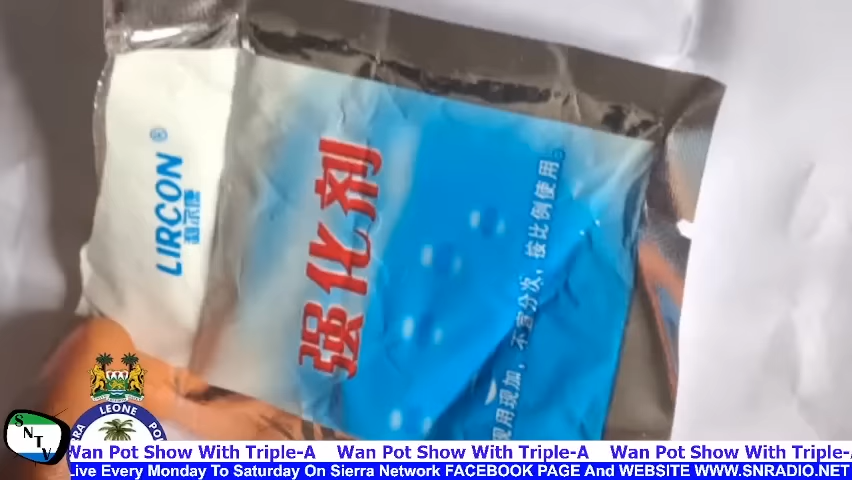 LIRCON®
利尔康
强化剂
现用现加，不宜分次，按比例使用。
LEONE PO
SNTV
Wan Pot Show With Triple-A Wan Pot Show With Triple-A Wan Pot Show With Triple-
Live Every Monday To Saturday On Sierra Network FACEBOOK PAGE And WEBSITE WWW.SNRADIO.NET